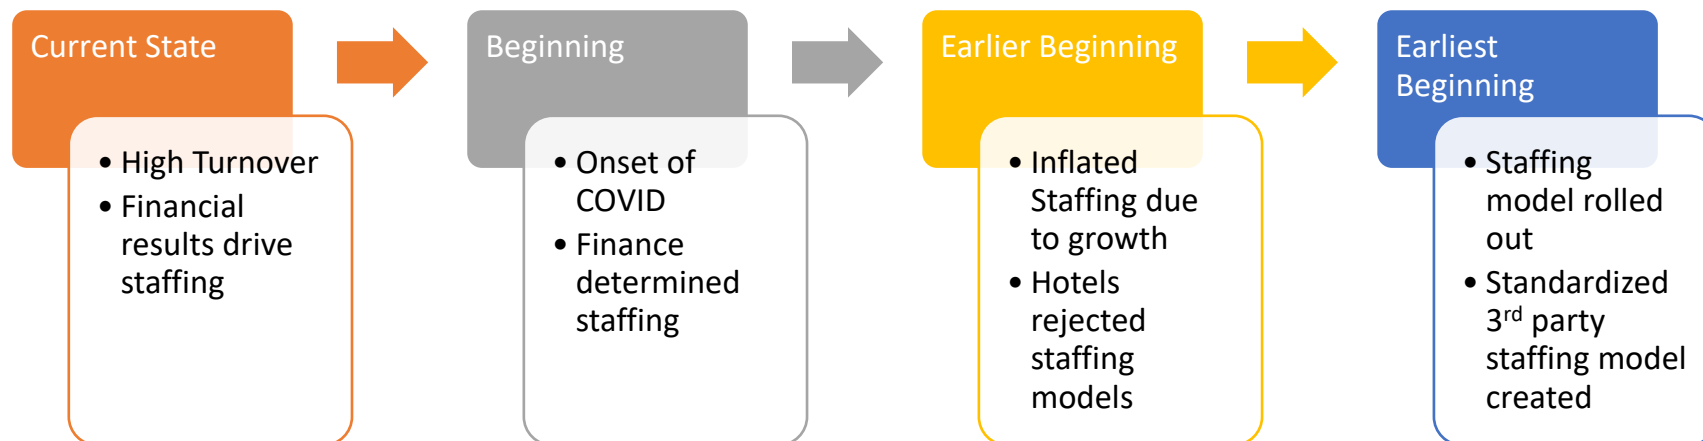 Current State
• High Turnover
• Financial
results drive
staffing
Beginning
• Onset of
COVID
• Finance
determined
staffing
Earlier Beginning
• Inflated
Staffing due
to growth
• Hotels
rejected
staffing
models
Earliest
Beginning
• Staffing
model rolled
out
• Standardized
3rd party
staffing model
created